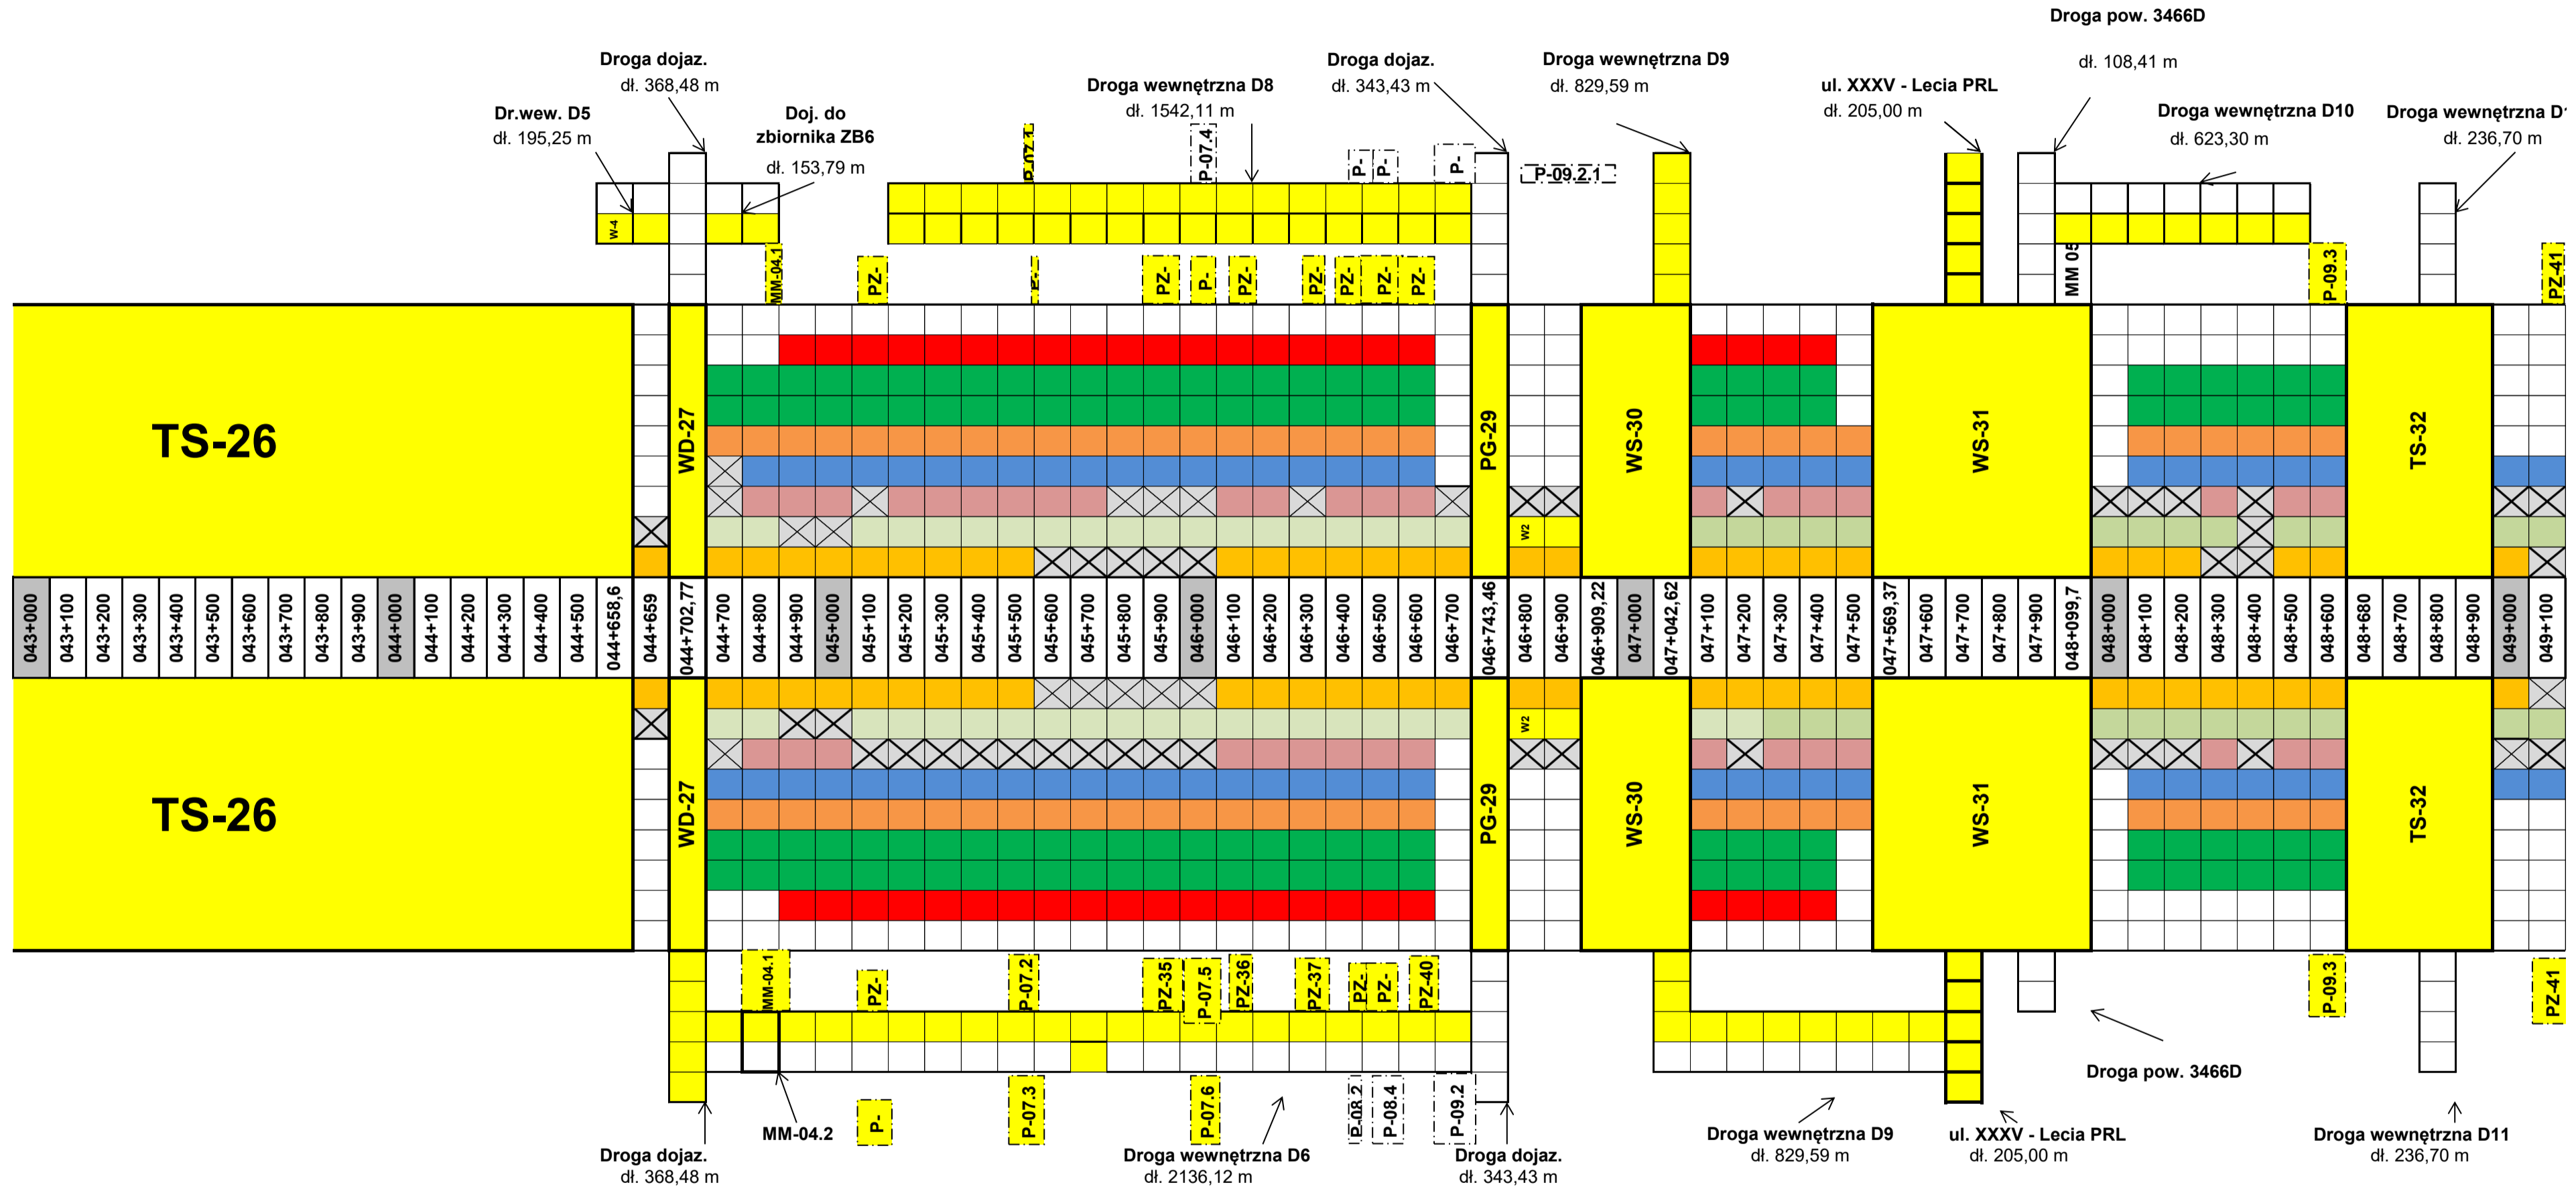 Droga pow. 3466D
dł. 108,41 m
Droga dojaz.
dł. 368,48 m
Droga wewnętrzna D8
dł. 1542,11 m
Droga dojaz.
dł. 343,43 m
Droga wewnętrzna D9
dł. 829,59 m
ul. XXXV - Lecia PRL
dł. 205,00 m
Dr.wew. D5
dł. 195,25 m
Doj. do
zbiornika ZB6
dł. 153,79 m
Droga wewnętrzna D10
dł. 623,30 m
Droga wewnętrzna D
dł. 236,70 m
P-07.4
P-
P-
P-
P-09.2.1
W-4
MM-04.1
PZ-
PZ-
P-
PZ-
PZ-
PZ-
PZ-
PZ-
MM 05
P-09.3
PZ-41
TS-26
WD-27
PG-29
WS-30
WS-31
TS-32
W2
043+000
043+100
043+200
043+300
043+400
043+500
043+600
043+700
043+800
043+900
044+000
044+100
044+200
044+300
044+400
044+500
044+658,6
044+659
044+702,77
044+700
044+800
044+900
045+000
045+100
045+200
045+300
045+400
045+500
045+600
045+700
045+800
045+900
046+000
046+100
046+200
046+300
046+400
046+500
046+600
046+700
046+743,46
046+800
046+900
046+909,22
047+000
047+042,62
047+100
047+200
047+300
047+400
047+500
047+569,37
047+600
047+700
047+800
047+900
048+099,7
048+000
048+100
048+200
048+300
048+400
048+600
048+680
048+800
048+900
049+000
049+100
W2
TS-26
WD-27
PG-29
WS-30
WS-31
TS-32
MM-04.1
PZ-
P-07.2
PZ-35
P-07.5
PZ-36
PZ-37
PZ-
PZ-
PZ-40
P-09.3
PZ-41
P-
P-07.3
P-07.6
P-08.2
P-08.4
P-09.2
MM-04.2
Droga pow. 3466D
Droga dojaz.
dł. 368,48 m
Droga wewnętrzna D6
dł. 2136,12 m
Droga dojaz.
dł. 343,43 m
Droga wewnętrzna D9
dł. 829,59 m
ul. XXXV - Lecia PRL
dł. 205,00 m
Droga wewnętrzna D11
dł. 236,70 m